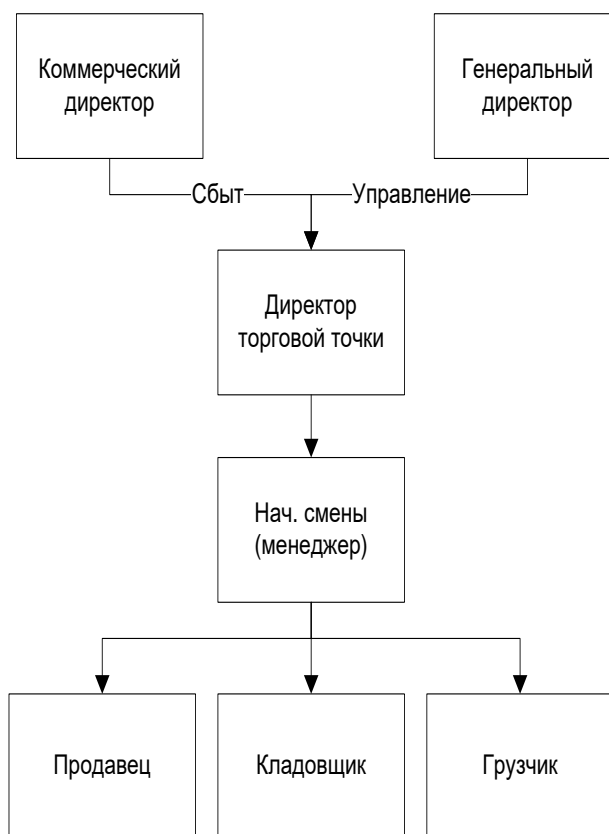 Коммерческий
директор
Генеральный
директор
Сбыт
Управление
Директор
торговой точки
Нач. смены
(менеджер)
Продавец
Кладовщик
Грузчик